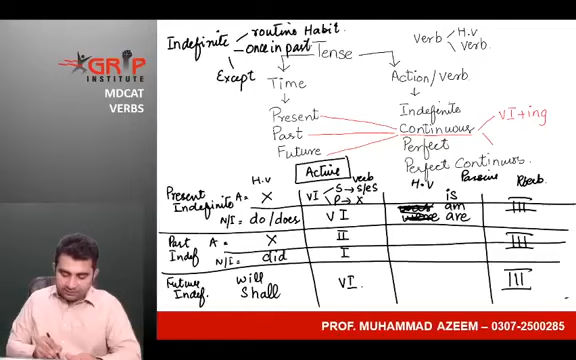 routine Habit.
Indefinite
once in part
Except
Tense
Time
Action/verb
verb
H.V
verb.
Present
Past
Future
Indefinite
Continuous
Perfect
Perfect Continuous.
VI+ing
GRIP
INSTITUTE
MDCAT
VERBS
Active
H.V
verb
H.V
Passive
Present
Indefinite
A =
X
VI
S → S/es
P → X
is
am
are
III
N/I =
do/does
VI
Past
Indef
A =
X
II
III
N/I =
did
I
Future
Indef.
will
Shall
VI.
III
PROF. MUHAMMAD AZEEM – 0307-2500285